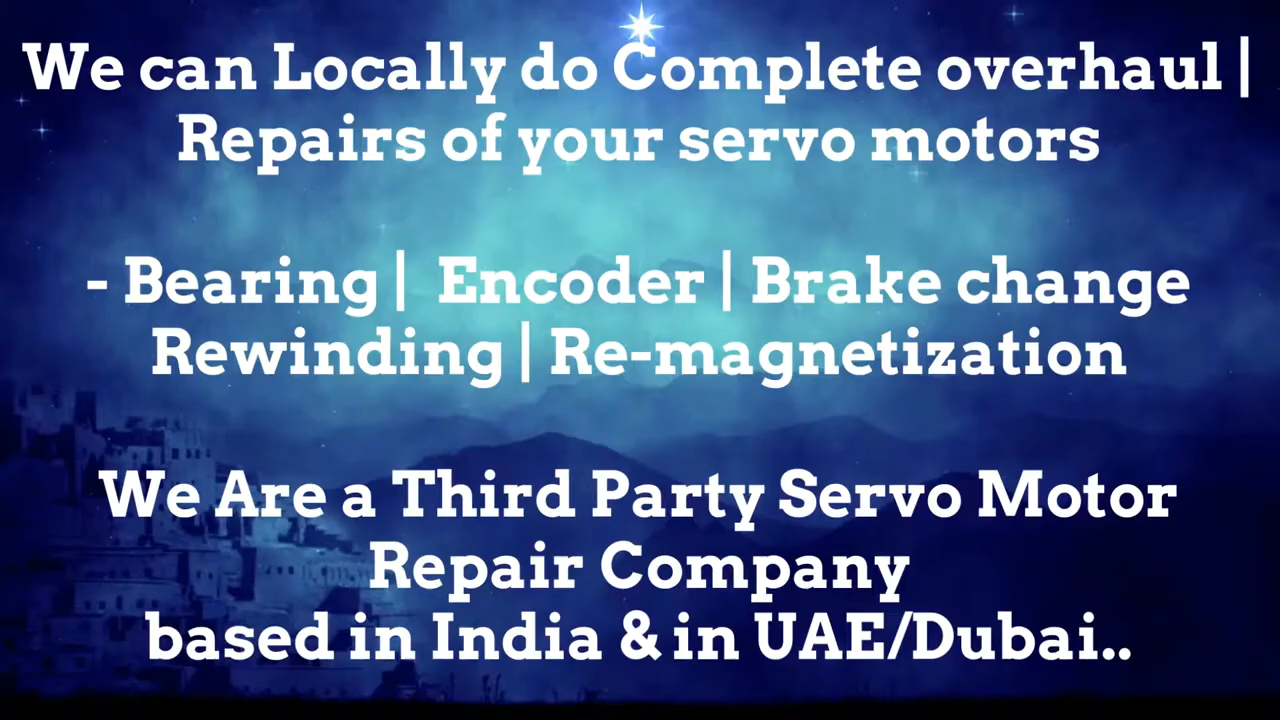 We can Locally do Complete overhaul |
Repairs of your servo motors
- Bearing | Encoder | Brake change
Rewinding | Re-magnetization
We Are a Third Party Servo Motor
Repair Company
based in India & in UAE/Dubai..